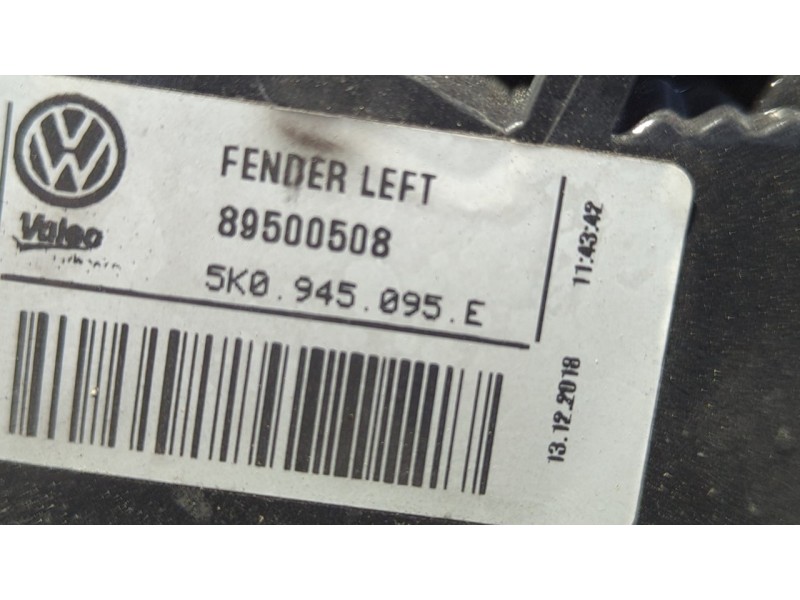 Valeo
FENDER LEFT
89500508
5K0.945.095.E
11:43:42
13.12.2018